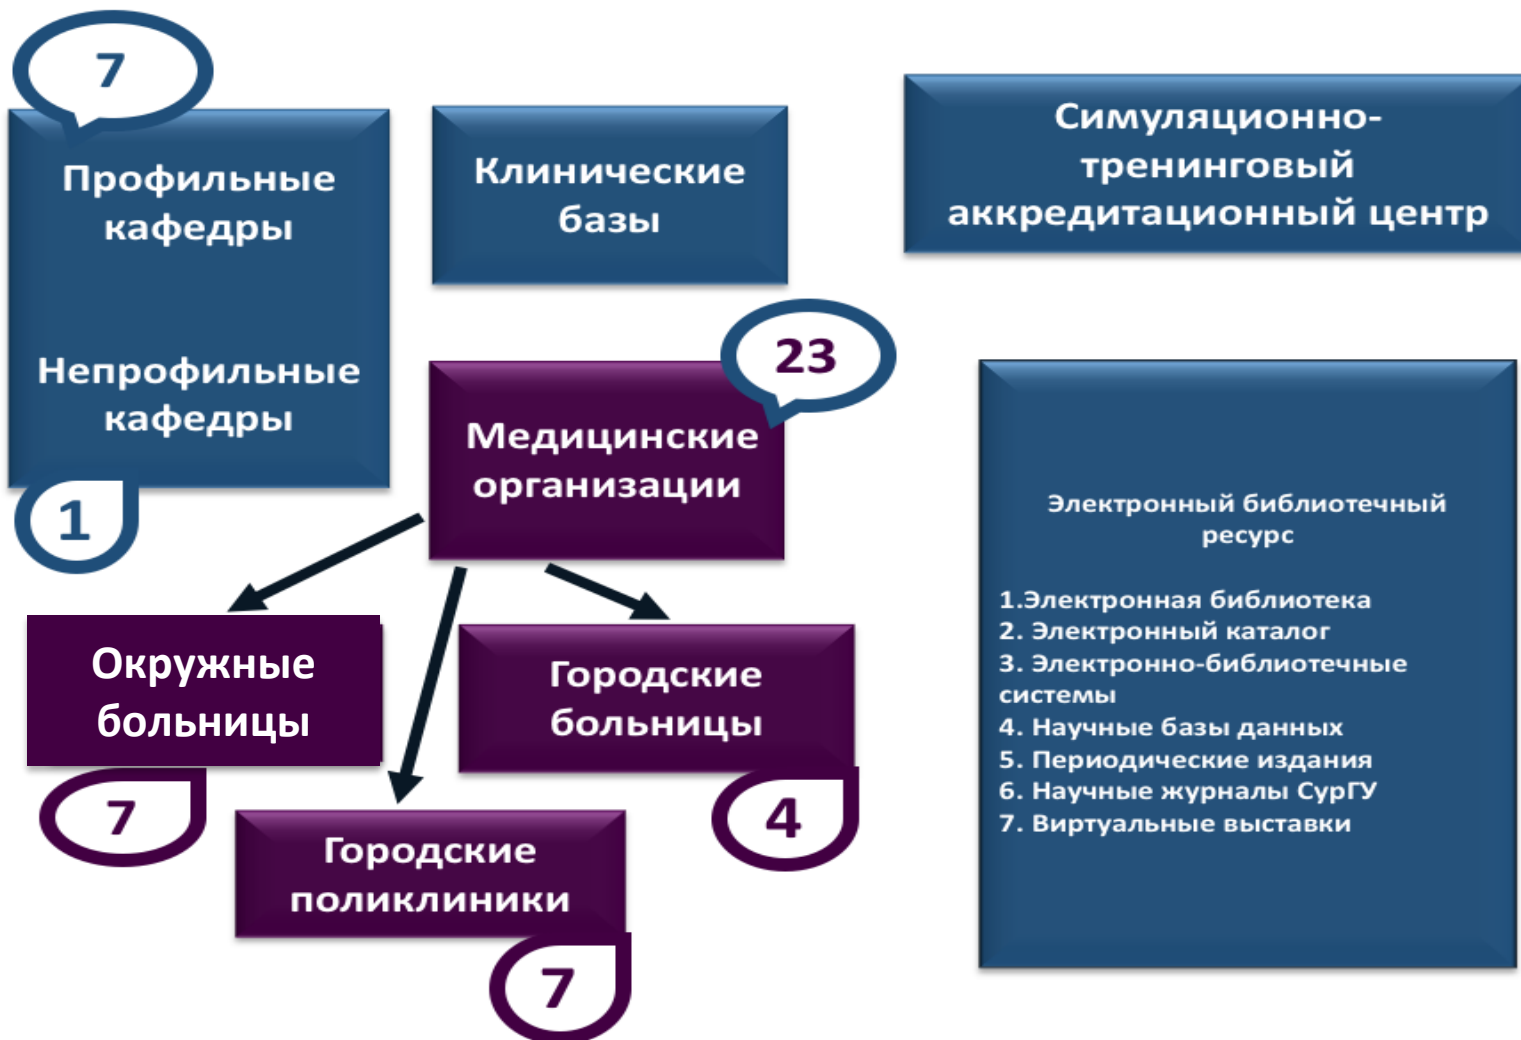 7
Профильные
кафедры
Непрофильные
кафедры
1
Клинические
базы
Симуляционно-
тренинговый
аккредитационный центр
23
Медицинские
организации
Окружные
больницы
7
Городские
больницы
4
Городские
поликлиники
7
Электронный библиотечный
ресурс
1.Электронная библиотека
2. Электронный каталог
3. Электронно-библиотечные
системы
4. Научные базы данных
5. Периодические издания
6. Научные журналы СурГУ
7. Виртуальные выставки